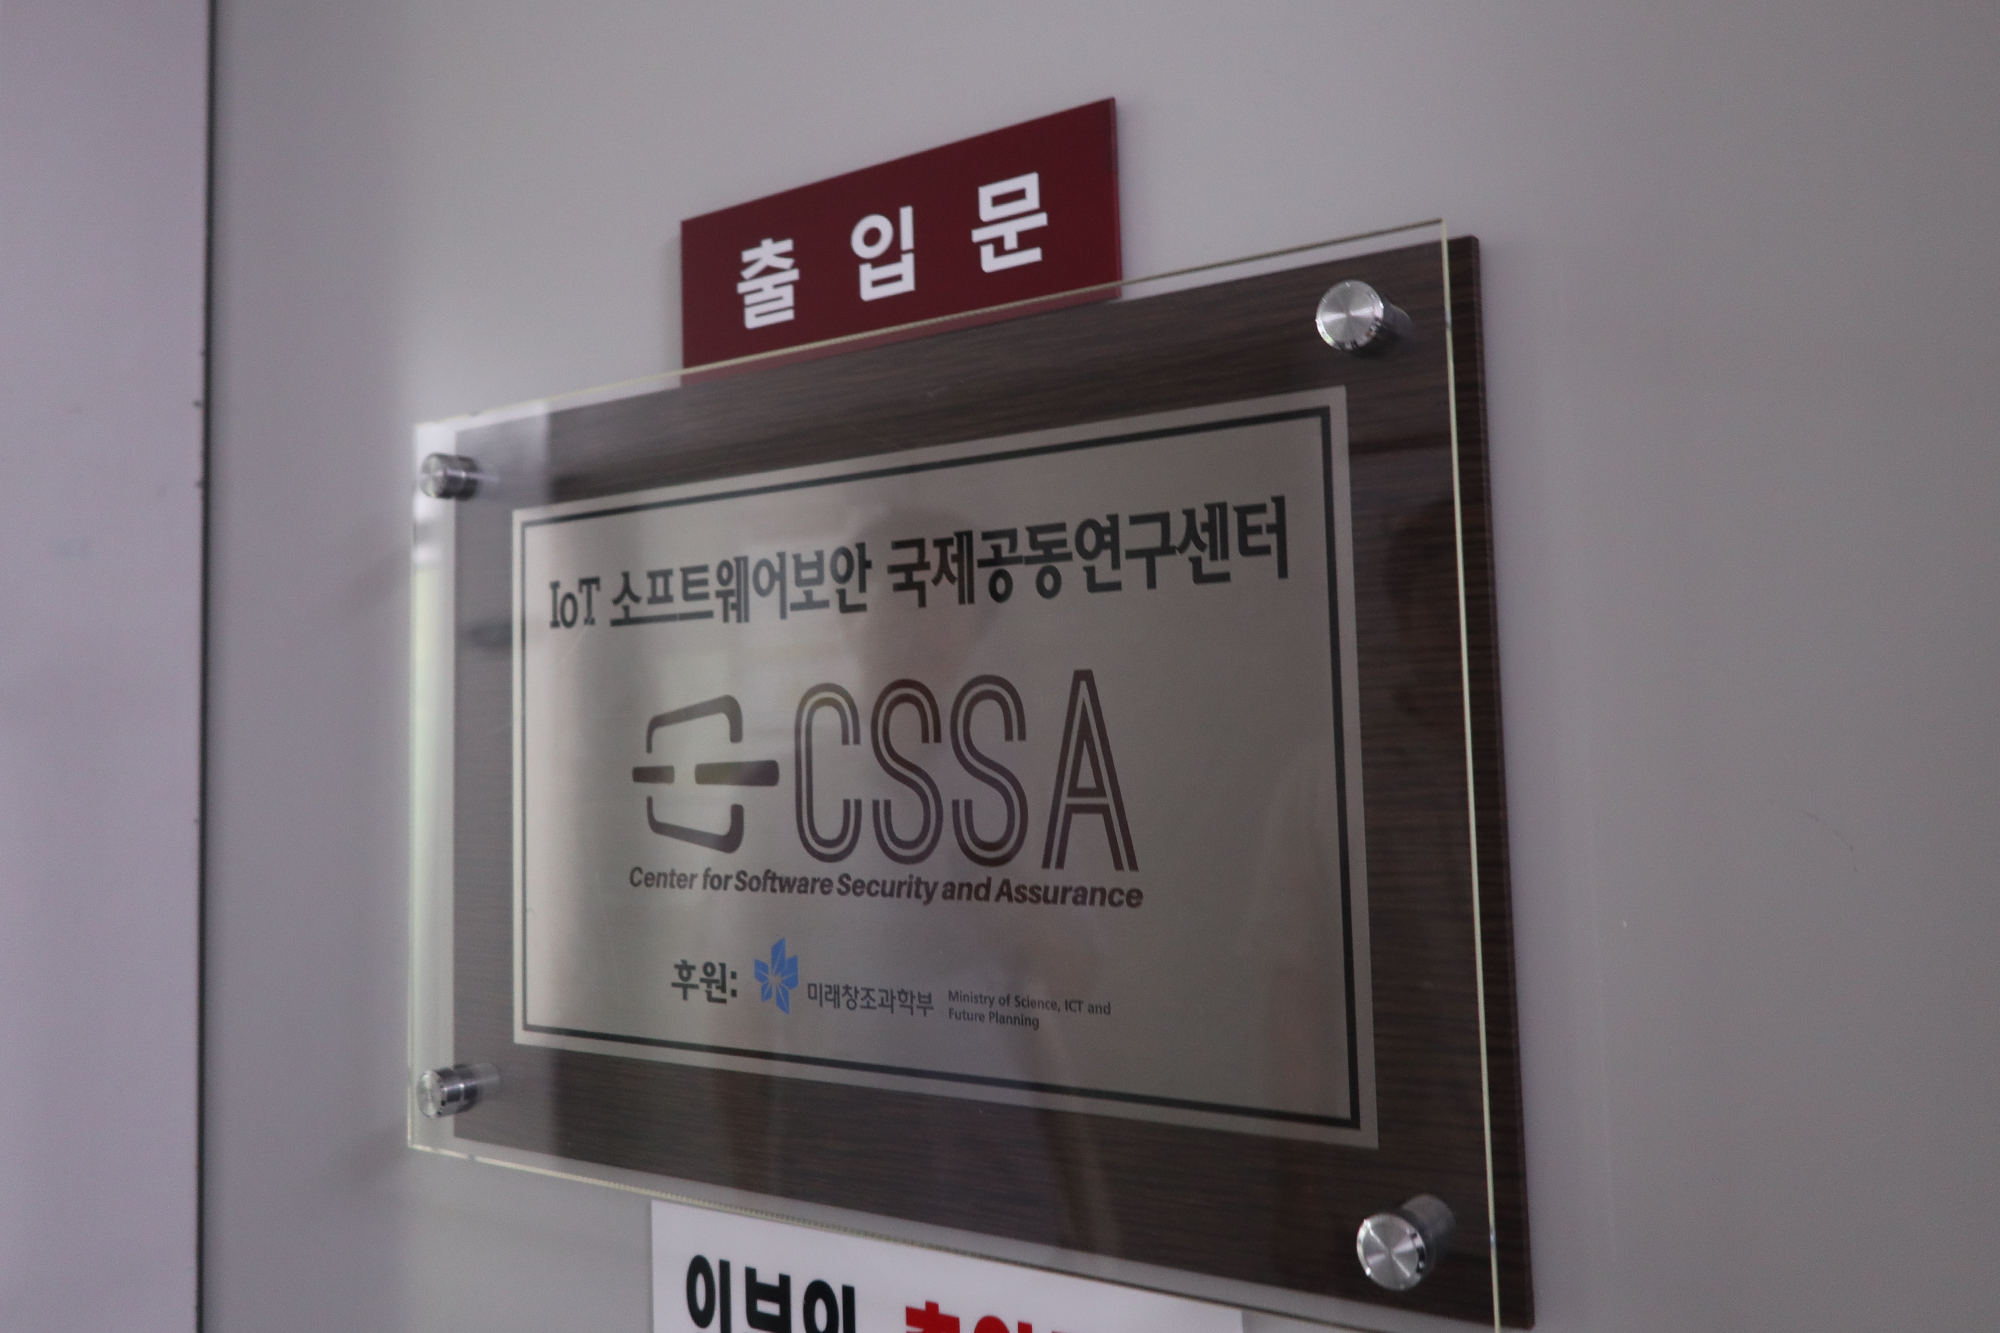 출입문
IoT 소프트웨어보안 국제공동연구센터
CSSA
Center for Software Security and Assurance
후원: 미래창조과학부 Ministry of Science, ICT and
Future Planning